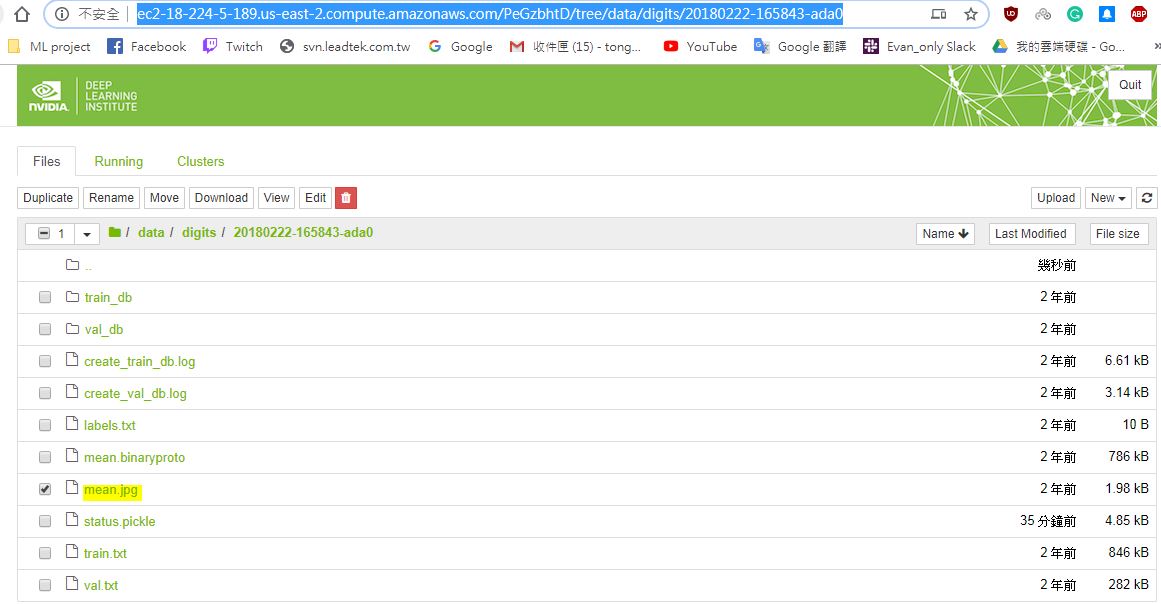 不安全 ec2-18-224-5-189.us-east-2.compute.amazonaws.com/PeGzbhtD/tree/data/digits/20180222-165843-ada0 ABP
ML project Facebook Twitch svn.leadtek.com.tw Google 收件匣 (15) - tong... YouTube Google 翻譯 Evan_only Slack 我的雲端硬碟 - Go... »
NVIDIA. DEEP LEARNING INSTITUTE Quit
Files Running Clusters
Duplicate Rename Move Download View Edit Upload New
1 / data / digits / 20180222-165843-ada0 Name Last Modified File size
.. 幾秒前
train_db 2 年前
val_db 2 年前
create_train_db.log 2 年前 6.61 kB
create_val_db.log 2 年前 3.14 kB
labels.txt 2 年前 10 B
mean.binaryproto 2 年前 786 kB
mean.jpg 2 年前 1.98 kB
status.pickle 35 分鐘前 4.85 kB
train.txt 2 年前 846 kB
val.txt 2 年前 282 kB